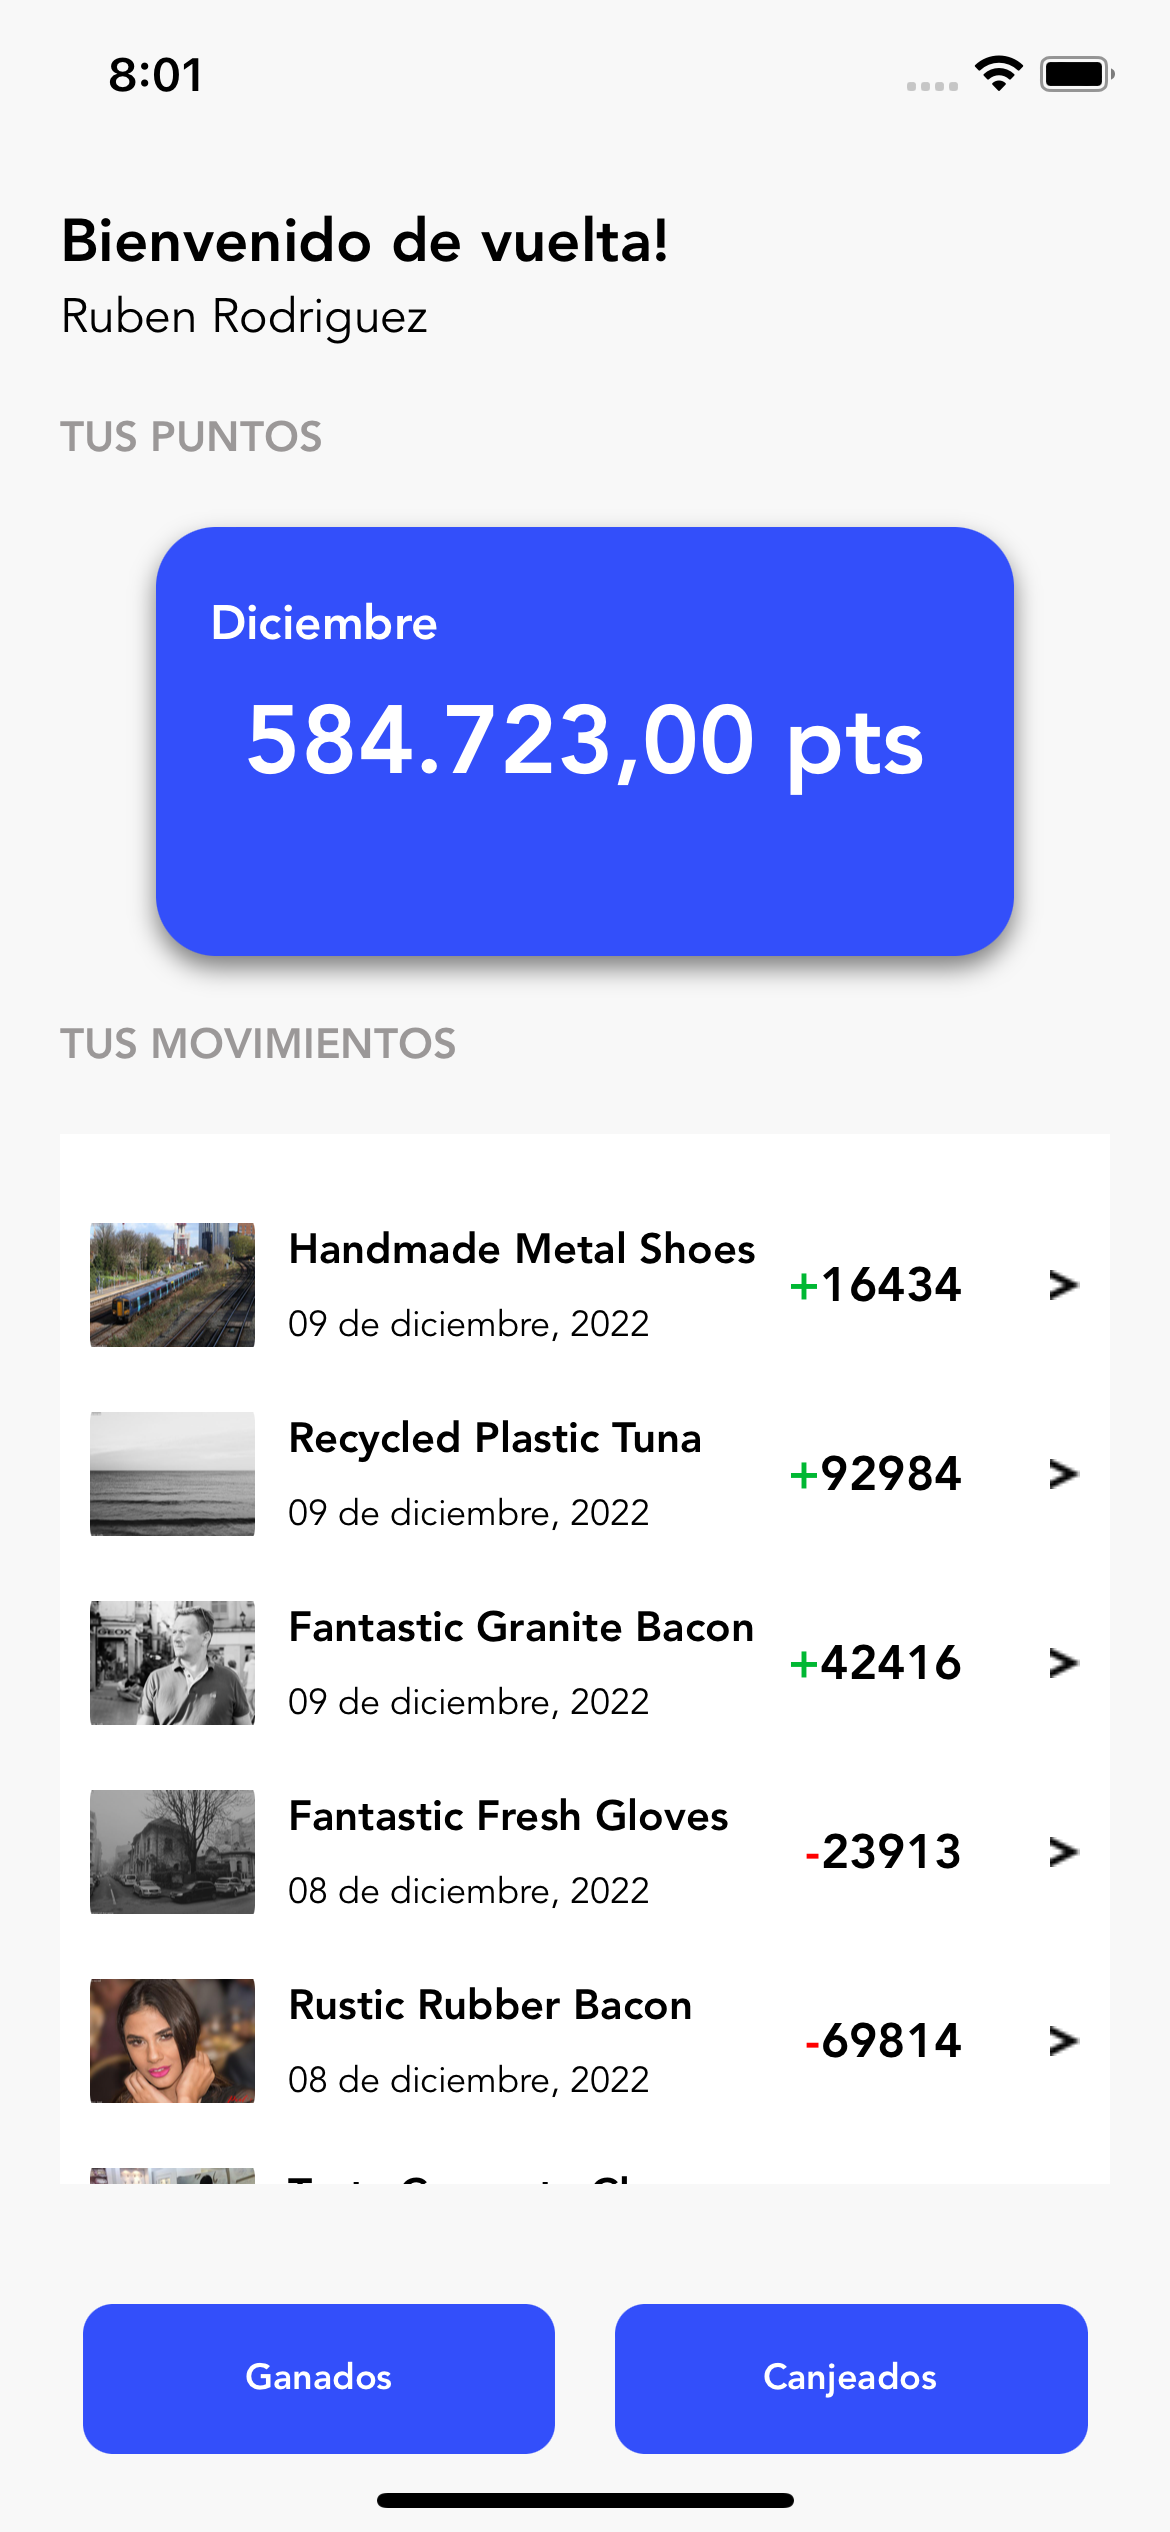 8:01
Bienvenido de vuelta!
Ruben Rodriguez
TUS PUNTOS
Diciembre
584.723,00 pts
TUS MOVIMIENTOS
Handmade Metal Shoes
+16434 >
09 de diciembre, 2022
Recycled Plastic Tuna
+92984 >
09 de diciembre, 2022
GEOX
Fantastic Granite Bacon
+42416 >
09 de diciembre, 2022
Fantastic Fresh Gloves
-23913 >
08 de diciembre, 2022
Rustic Rubber Bacon
-69814 >
08 de diciembre, 2022
Ganados
Canjeados